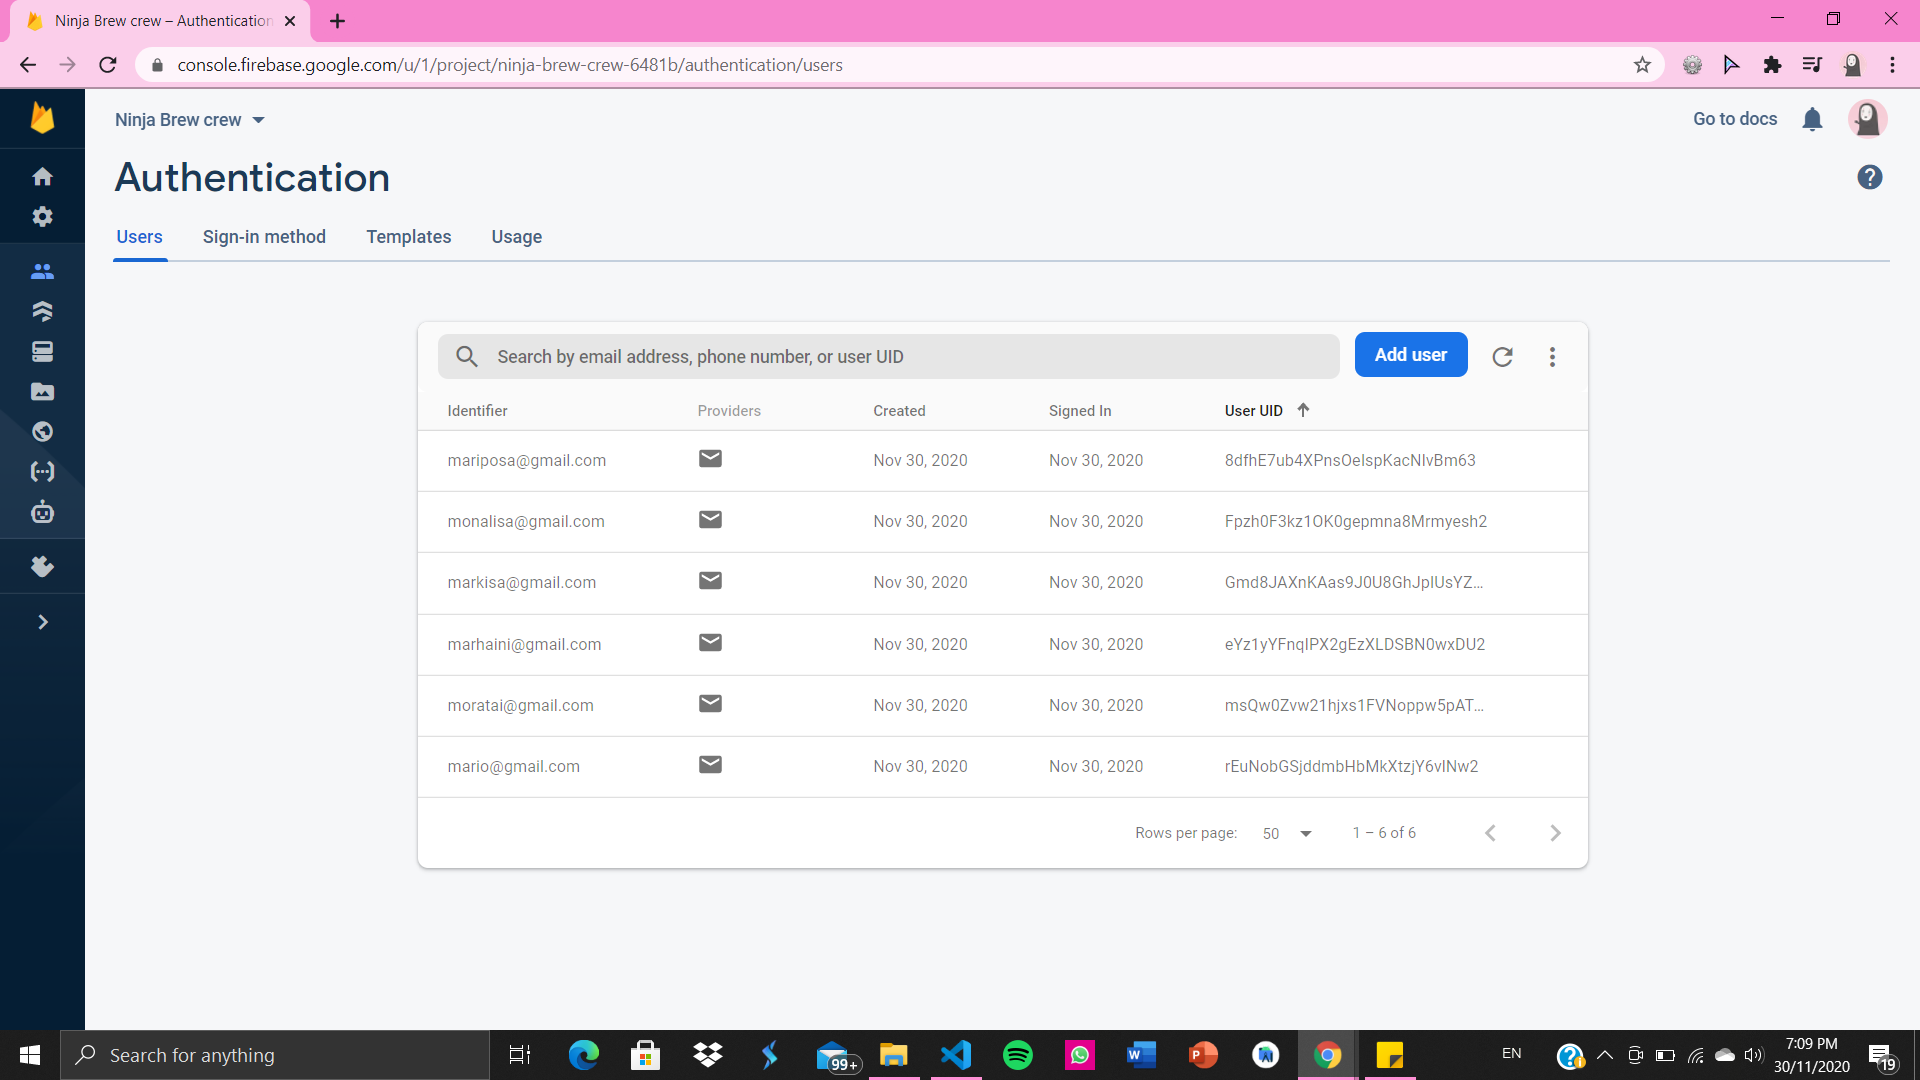 Ninja Brew crew – Authentication
console.firebase.google.com/u/1/project/ninja-brew-crew-6481b/authentication/users
Ninja Brew crew
Go to docs
Authentication
Users Sign-in method Templates Usage
Search by email address, phone number, or user UID
Add user
Identifier Providers Created Signed In User UID
mariposa@gmail.com Nov 30, 2020 Nov 30, 2020 8dfhE7ub4XPnsOeIspKacNIvBm63
monalisa@gmail.com Nov 30, 2020 Nov 30, 2020 Fpzh0F3kz1OK0gepmna8Mrmyesh2
markisa@gmail.com Nov 30, 2020 Nov 30, 2020 Gmd8JAXnKAas9J0U8GhJpIUsYZ...
marhaini@gmail.com Nov 30, 2020 Nov 30, 2020 eYz1yYFnqIPX2gEzXLDSBN0wxDU2
moratai@gmail.com Nov 30, 2020 Nov 30, 2020 msQw0Zvw21hjxs1FVNoppw5pAT...
mario@gmail.com Nov 30, 2020 Nov 30, 2020 rEuNobGSjddmbHbMkXtzjY6vINw2
Rows per page: 50 1 – 6 of 6
Search for anything
99+
EN
7:09 PM
30/11/2020
19